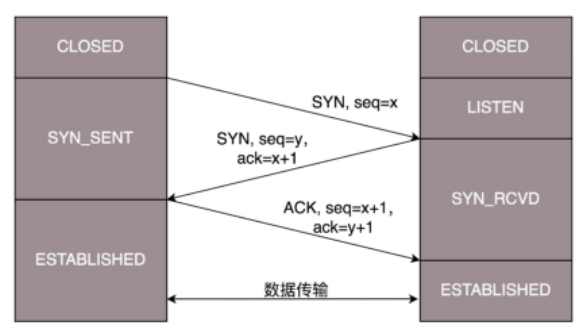 CLOSED
CLOSED
SYN, seq=x
LISTEN
SYN_SENT
SYN, seq=y,
ack=x+1
SYN_RCVD
ACK, seq=x+1,
ack=y+1
ESTABLISHED
数据传输
ESTABLISHED